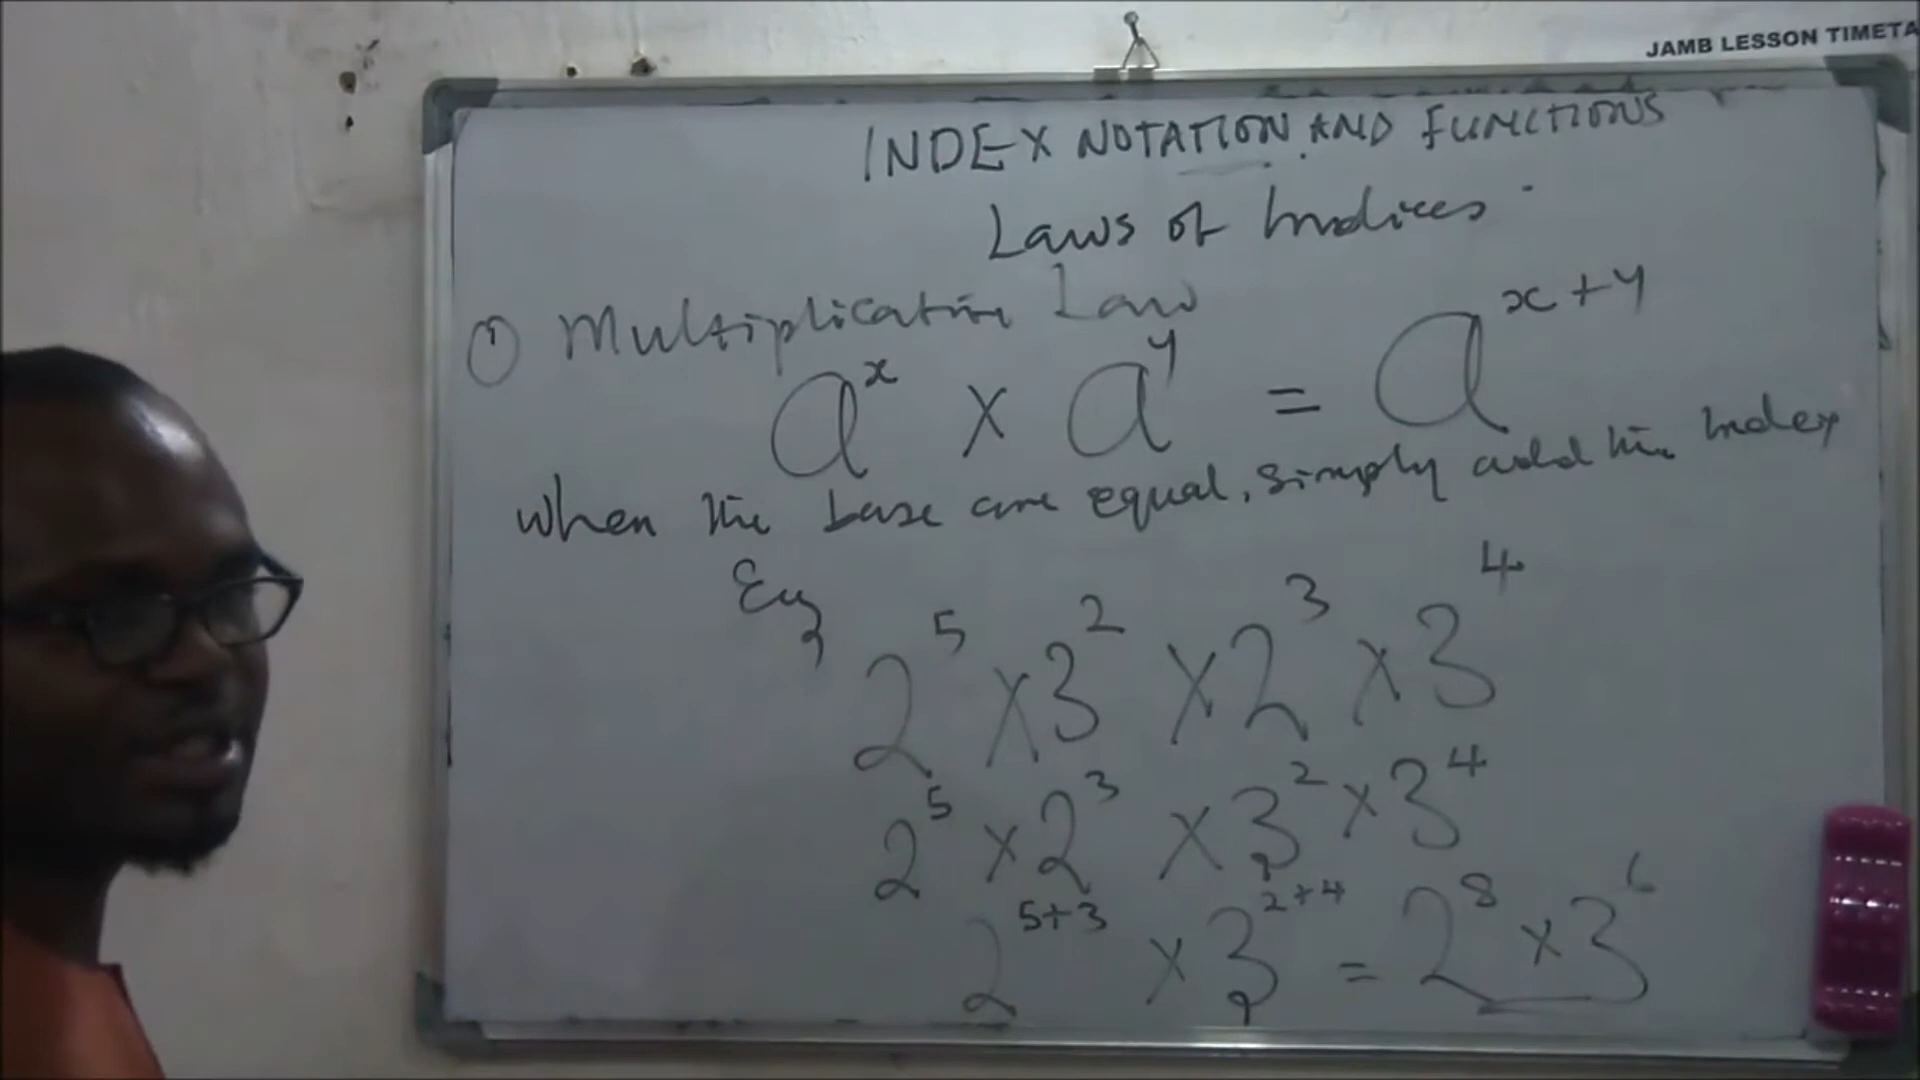 JAMB LESSON TIMETA
INDEX NOTATION AND FUNCTIONS
Laws of Indices
① Multiplicative Law
a^x × a^y = a^(x+y)
When the base are equal, simply add the Index
Eg
2^5 × 3^2 × 2^3 × 3^4
2^5 × 2^3 × 3^2 × 3^4
2^(5+3) × 3^(2+4) = 2^8 × 3^6